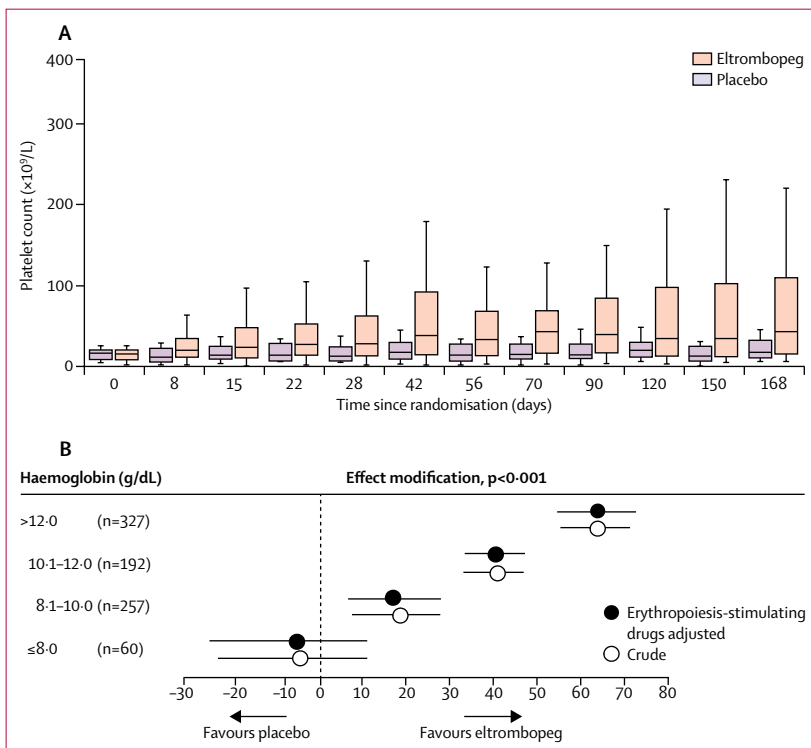 A
400
300
200
100
0
Platelet count (×10⁹/L)
Eltrombopeg
Placebo
0 8 15 22 28 42 56 70 90 120 150 168
Time since randomisation (days)
B
Haemoglobin (g/dL) Effect modification, p<0·001
>12·0 (n=327)
10·1–12·0 (n=192)
8·1–10·0 (n=257)
≤8·0 (n=60)
Erythropoiesis-stimulating
drugs adjusted
Crude
–30 –20 –10 0 10 20 30 40 50 60 70 80
Favours placebo Favours eltrombopeg